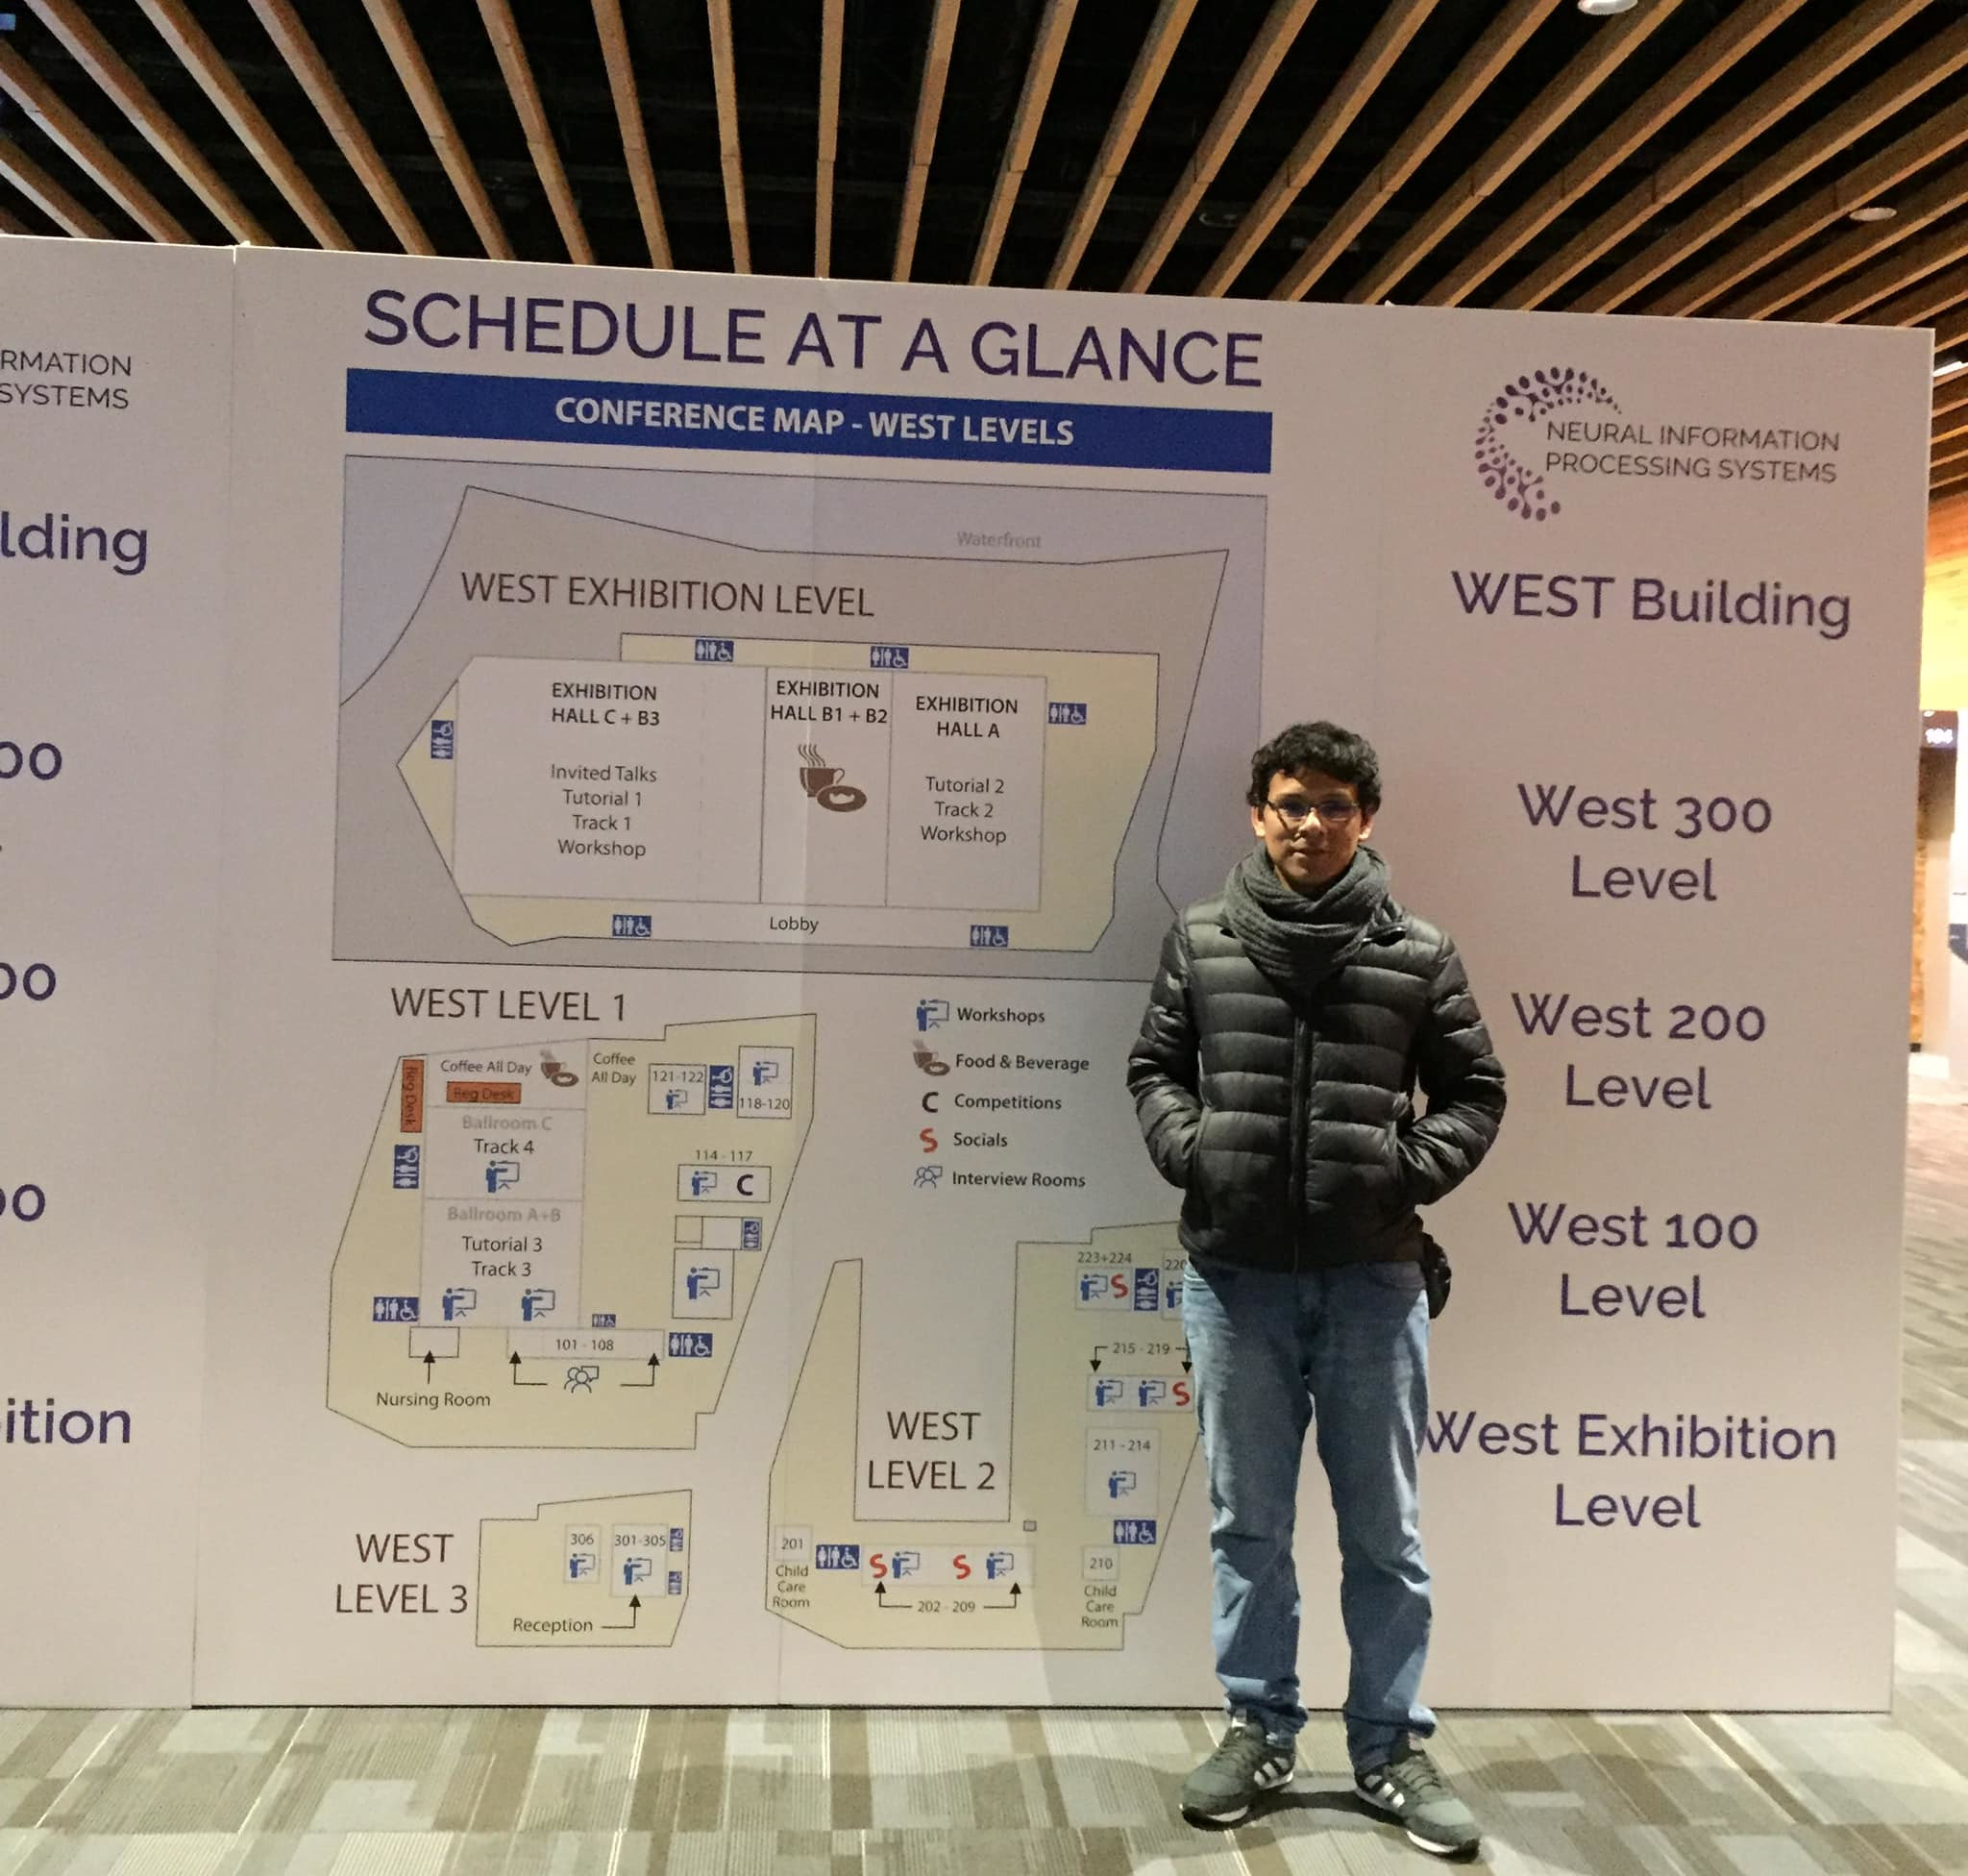 RMATION
SYSTEMS
lding
00
00
00
ition
SCHEDULE AT A GLANCE
CONFERENCE MAP - WEST LEVELS
Waterfront
WEST EXHIBITION LEVEL
EXHIBITION
HALL C + B3
Invited Talks
Tutorial 1
Track 1
Workshop
EXHIBITION
HALL B1 + B2
EXHIBITION
HALL A
Tutorial 2
Track 2
Workshop
Lobby
WEST LEVEL 1
Coffee All Day
Reg Desk
Reg Desk
Coffee
All Day
121-122
118-120
Ballroom C
Track 4
114 - 117
C
Ballroom A+B
Tutorial 3
Track 3
101 - 108
Nursing Room
Workshops
Food & Beverage
C Competitions
S Socials
Interview Rooms
WEST
LEVEL 2
223+224
S
220
215 - 219
S
211 - 214
201
Child
Care
Room
S
S
202 - 209
210
Child
Care
Room
WEST
LEVEL 3
306
301-305
Reception
NEURAL INFORMATION
PROCESSING SYSTEMS
WEST Building
West 300
Level
West 200
Level
West 100
Level
West Exhibition
Level